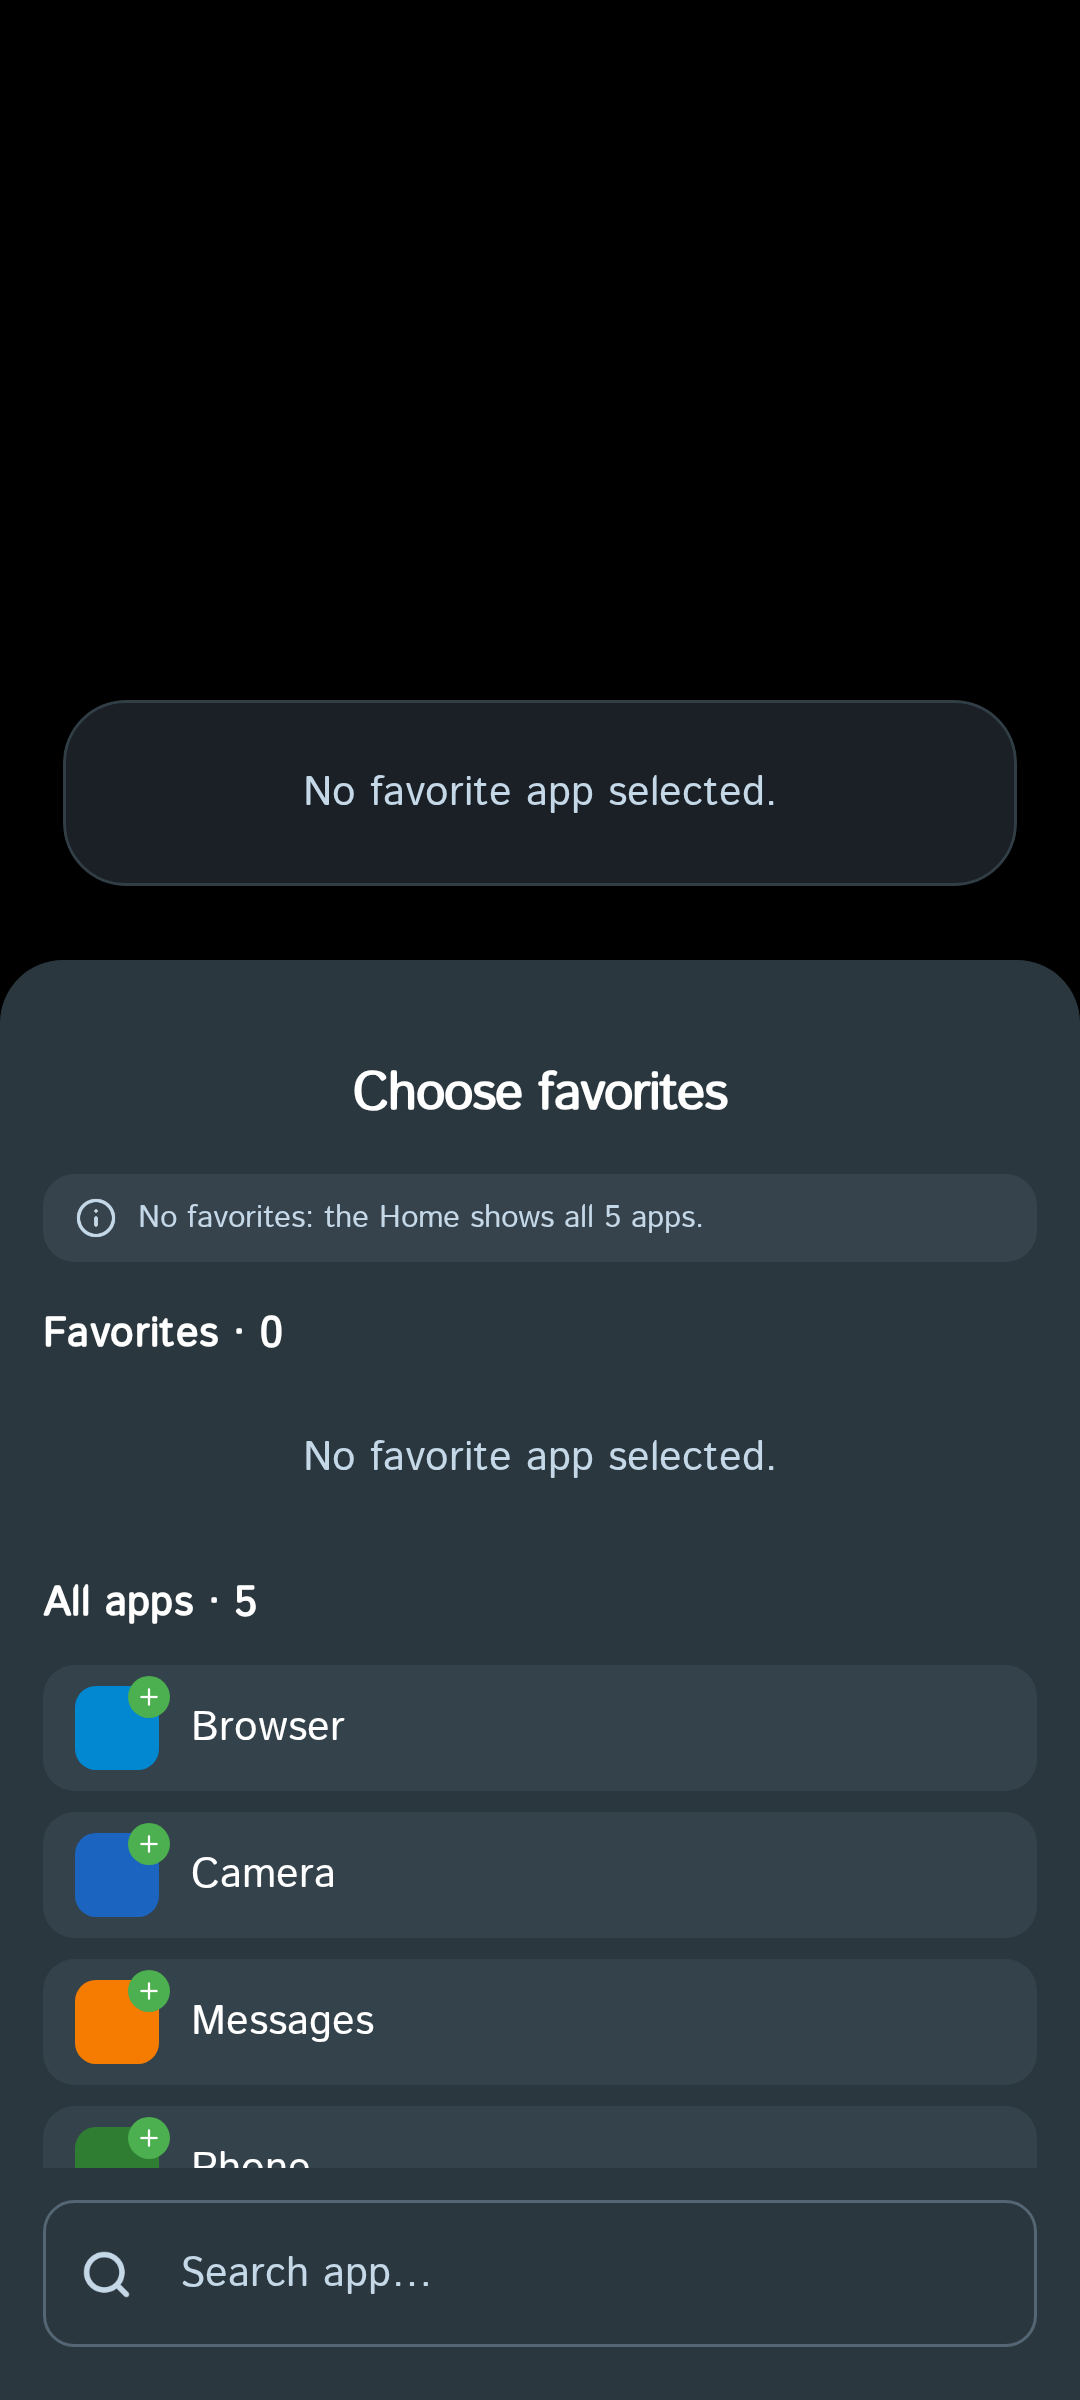 No favorite app selected.
Choose favorites
No favorites: the Home shows all 5 apps.
Favorites · 0
No favorite app selected.
All apps · 5
Browser
Camera
Messages
Phone
Search app...